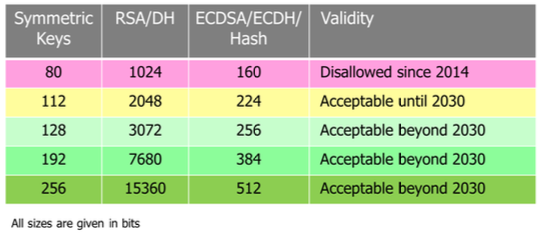 Symmetric Keys RSA/DH ECDSA/ECDH/ Hash Validity
80 1024 160 Disallowed since 2014
112 2048 224 Acceptable until 2030
128 3072 256 Acceptable beyond 2030
192 7680 384 Acceptable beyond 2030
256 15360 512 Acceptable beyond 2030
All sizes are given in bits